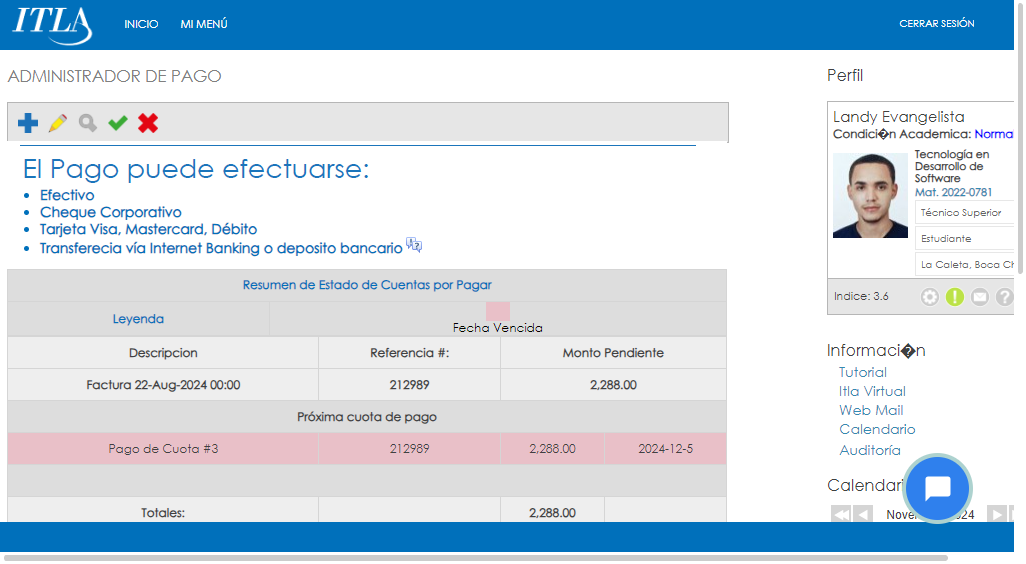 ITLA
INICIO
MI MENÚ
CERRAR SESIÓN
ADMINISTRADOR DE PAGO
El Pago puede efectuarse:
Efectivo
Cheque Corporativo
Tarjeta Visa, Mastercard, Débito
Transferecia vía Internet Banking o deposito bancario
Resumen de Estado de Cuentas por Pagar
Leyenda
Fecha Vencida
Descripcion Referencia #: Monto Pendiente
Factura 22-Aug-2024 00:00 212989 2,288.00
Próxima cuota de pago
Pago de Cuota #3 212989 2,288.00 2024-12-5
Totales: 2,288.00
Perfil
Landy Evangelista
Condici�n Academica: Norma
Tecnología en
Desarrollo de
Software
Mat. 2022-0781
Técnico Superior
Estudiante
La Caleta, Boca Ch
Indice: 3.6
Informaci�n
Tutorial
Itla Virtual
Web Mail
Calendario
Auditoría
Calendari
Nove 2024